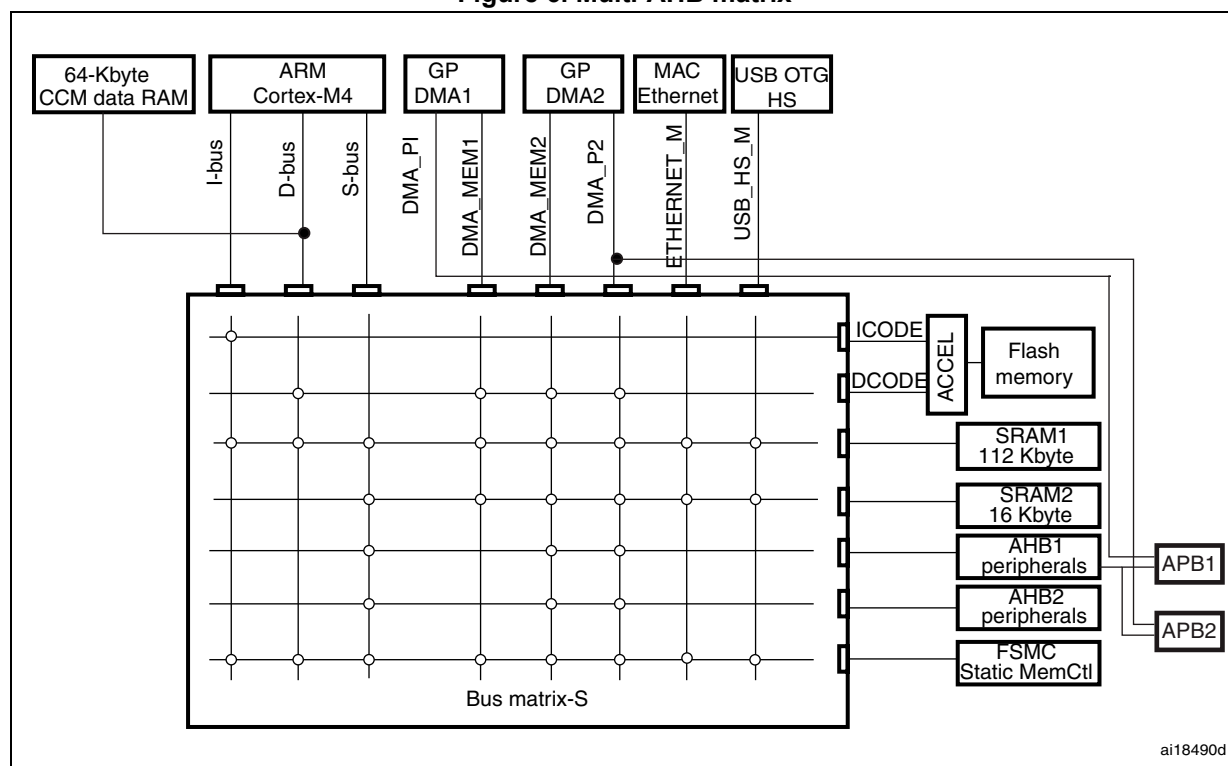 Figure 5. Multi-AHB matrix
64-Kbyte
CCM data RAM
ARM
Cortex-M4
GP
DMA1
GP
DMA2
MAC
Ethernet
USB OTG
HS
I-bus
D-bus
S-bus
DMA_PI
DMA_MEM1
DMA_MEM2
DMA_P2
ETHERNET_M
USB_HS_M
ICODE
DCODE
ACCEL
Flash
memory
SRAM1
112 Kbyte
SRAM2
16 Kbyte
AHB1
peripherals
AHB2
peripherals
FSMC
Static MemCtl
APB1
APB2
Bus matrix-S
ai18490d